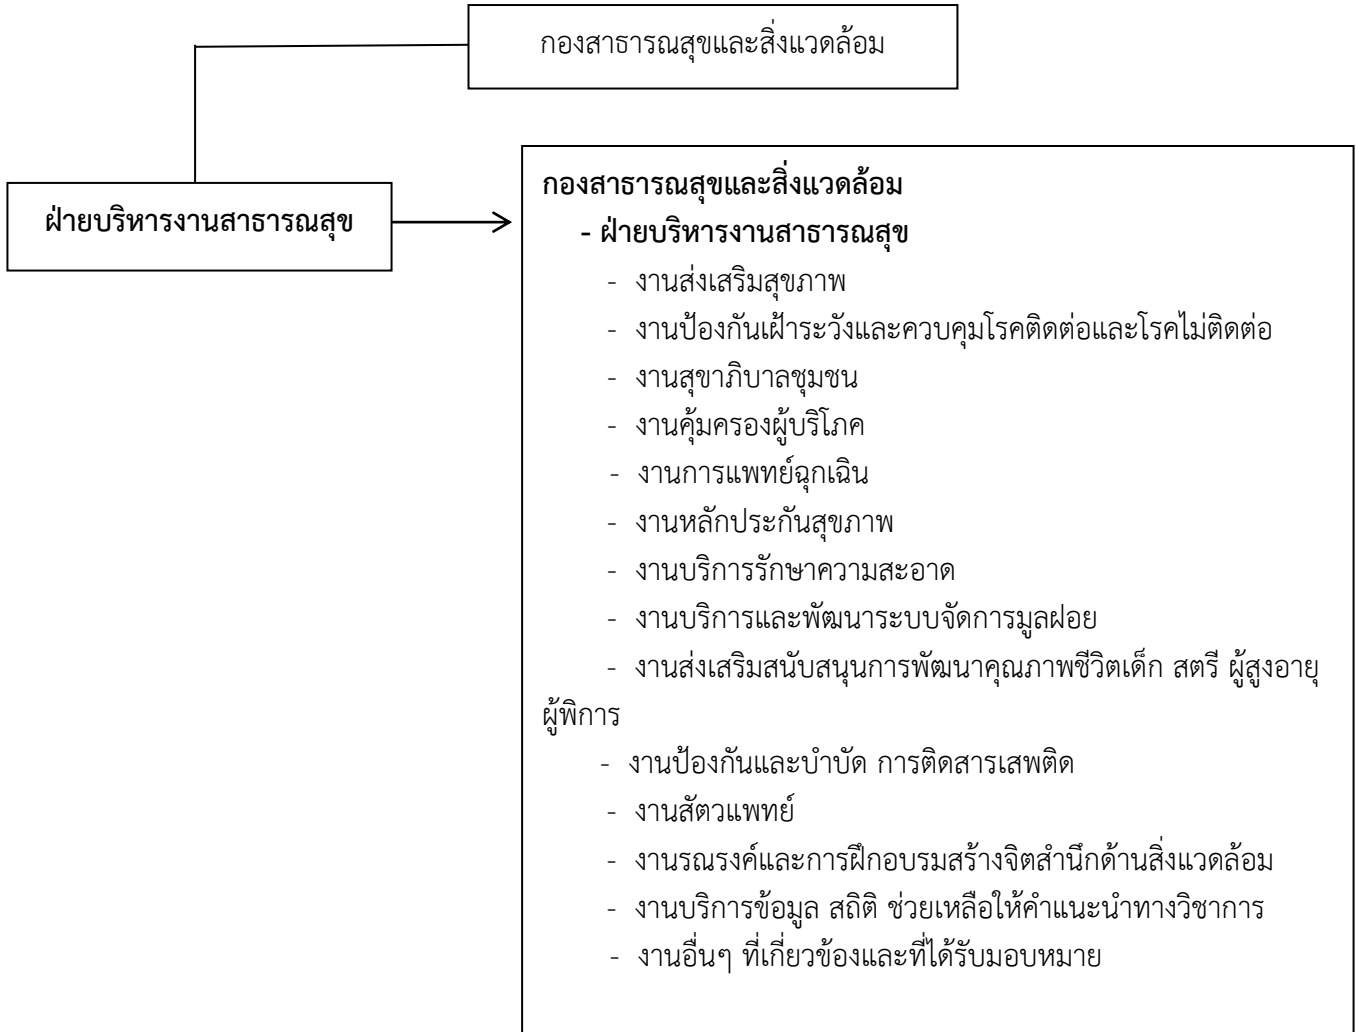 กองสาธารณสุขและสิ่งแวดล้อม
ฝ่ายบริหารงานสาธารณสุข
กองสาธารณสุขและสิ่งแวดล้อม
- ฝ่ายบริหารงานสาธารณสุข
- งานส่งเสริมสุขภาพ
- งานป้องกันเฝ้าระวังและควบคุมโรคติดต่อและโรคไม่ติดต่อ
- งานสุขาภิบาลชุมชน
- งานคุ้มครองผู้บริโภค
- งานการแพทย์ฉุกเฉิน
- งานหลักประกันสุขภาพ
- งานบริการรักษาความสะอาด
- งานบริการและพัฒนาระบบจัดการมูลฝอย
- งานส่งเสริมสนับสนุนการพัฒนาคุณภาพชีวิตเด็ก สตรี ผู้สูงอายุ
ผู้พิการ
- งานป้องกันและบำบัด การติดสารเสพติด
- งานสัตวแพทย์
- งานรณรงค์และการฝึกอบรมสร้างจิตสำนึกด้านสิ่งแวดล้อม
- งานบริการข้อมูล สถิติ ช่วยเหลือให้คำแนะนำทางวิชาการ
- งานอื่นๆ ที่เกี่ยวข้องและที่ได้รับมอบหมาย